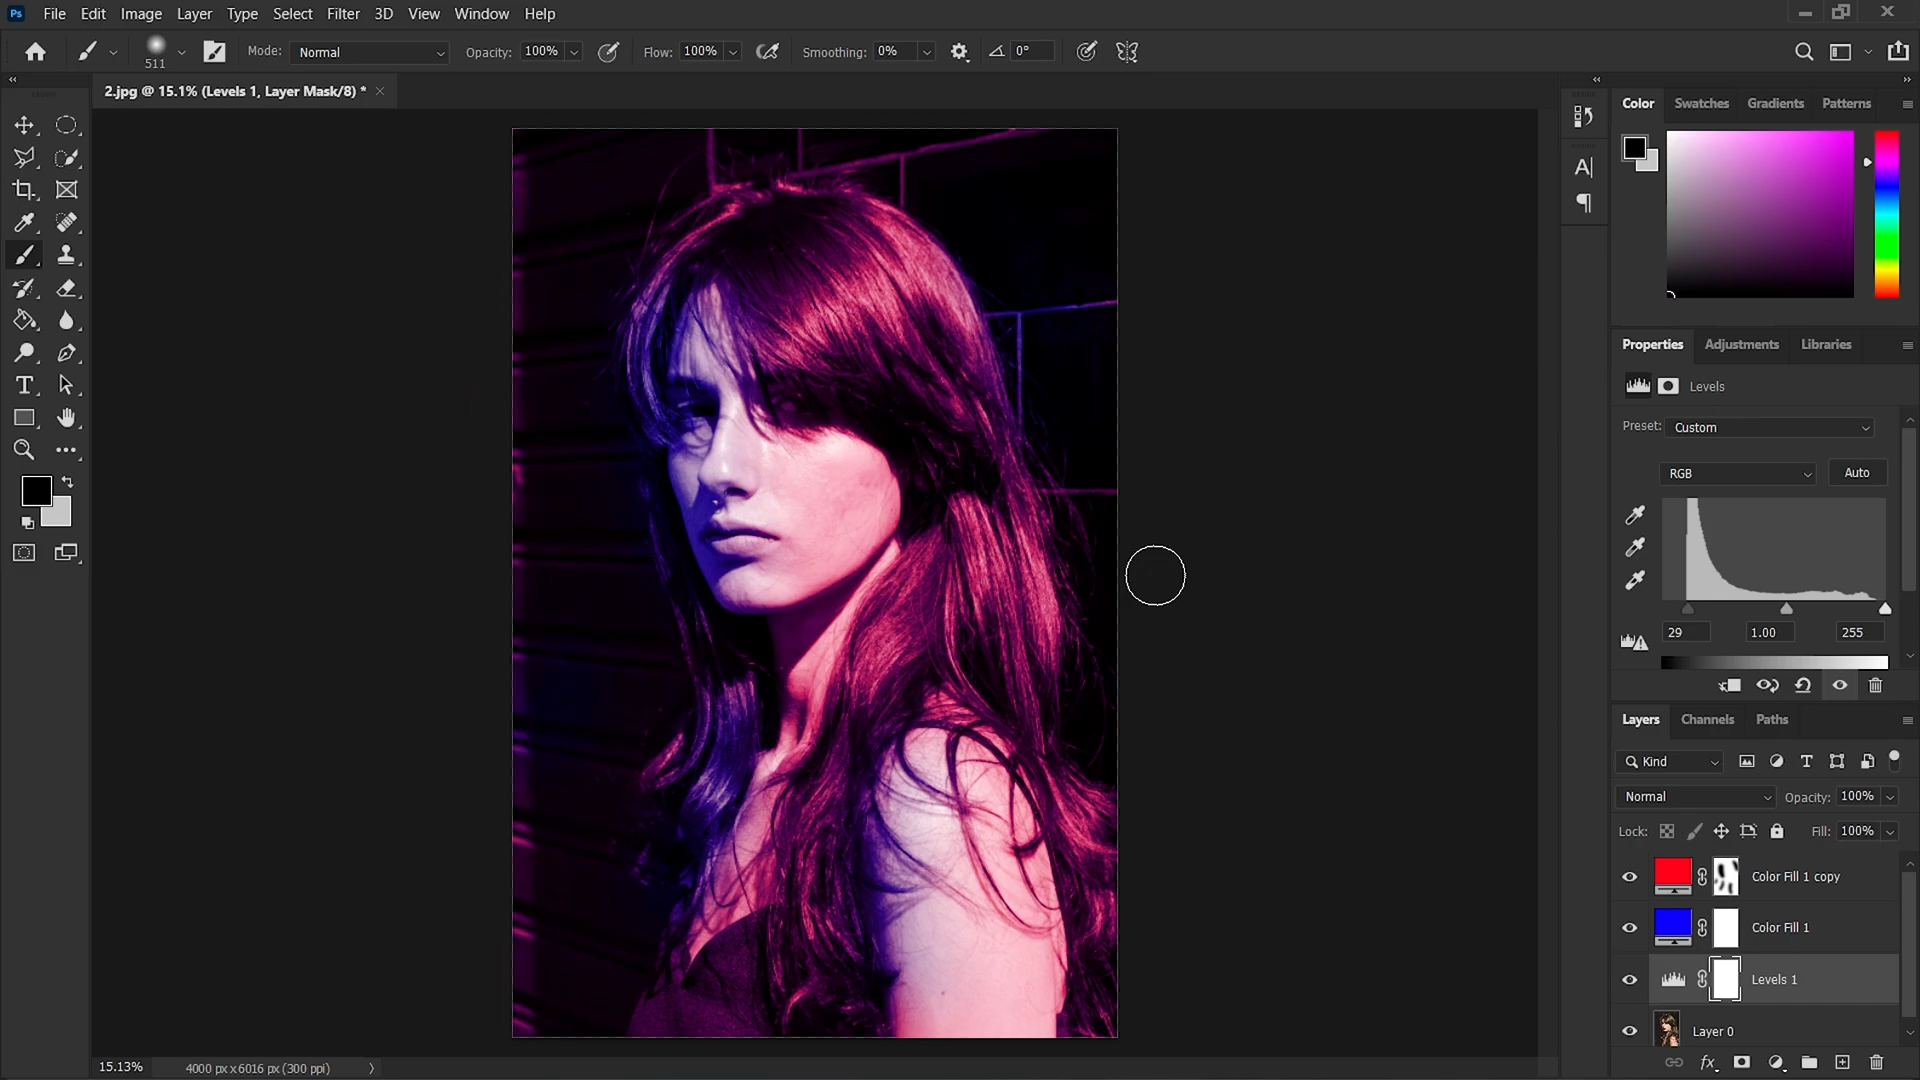 Ps File Edit Image Layer Type Select Filter 3D View Window Help
511 Mode: Normal Opacity: 100% Flow: 100% Smoothing: 0% 0°
2.jpg @ 15.1% (Levels 1, Layer Mask/8) *
Color Swatches Gradients Patterns
Properties Adjustments Libraries
Levels
Preset: Custom
RGB Auto
29 1.00 255
Layers Channels Paths
Kind
Normal Opacity: 100%
Lock: Fill: 100%
Color Fill 1 copy
Color Fill 1
Levels 1
Layer 0
15.13% 4000 px x 6016 px (300 ppi)